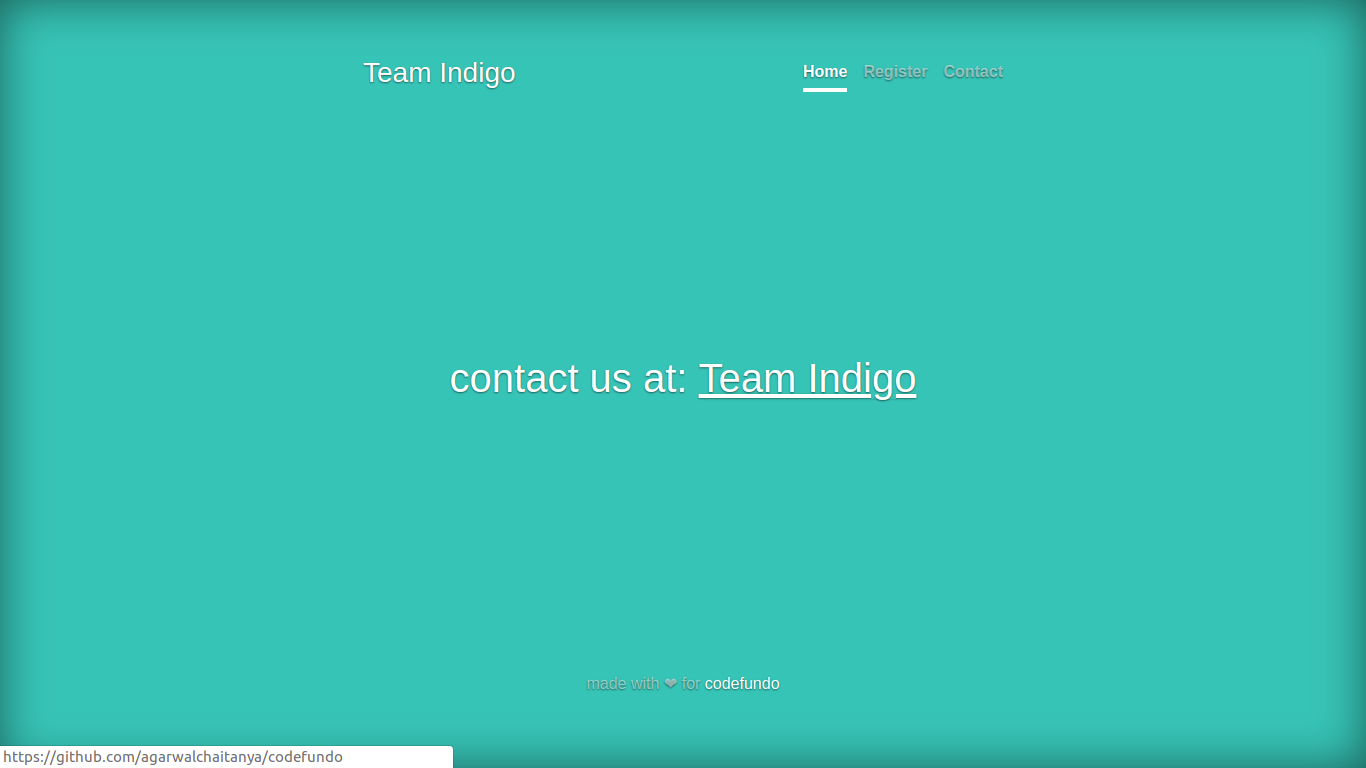 Team Indigo
Home Register Contact
contact us at: Team Indigo
made with ❤ for codefundo
https://github.com/agarwalchaitanya/codefundo